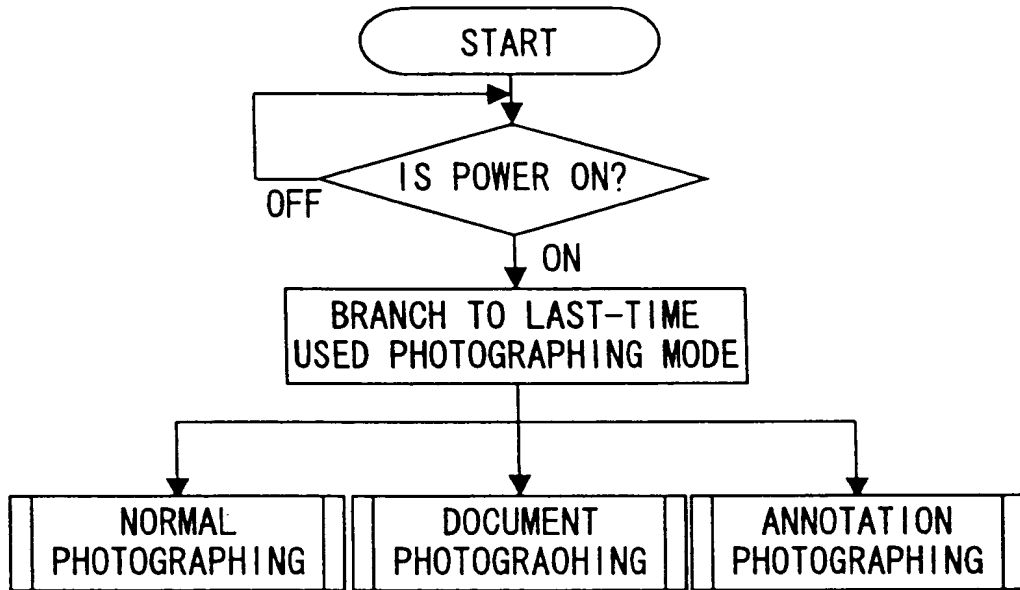 START
IS POWER ON?
OFF
ON
BRANCH TO LAST-TIME
USED PHOTOGRAPHING MODE
NORMAL
PHOTOGRAPHING
DOCUMENT
PHOTOGRAOHING
ANNOTATION
PHOTOGRAPHING